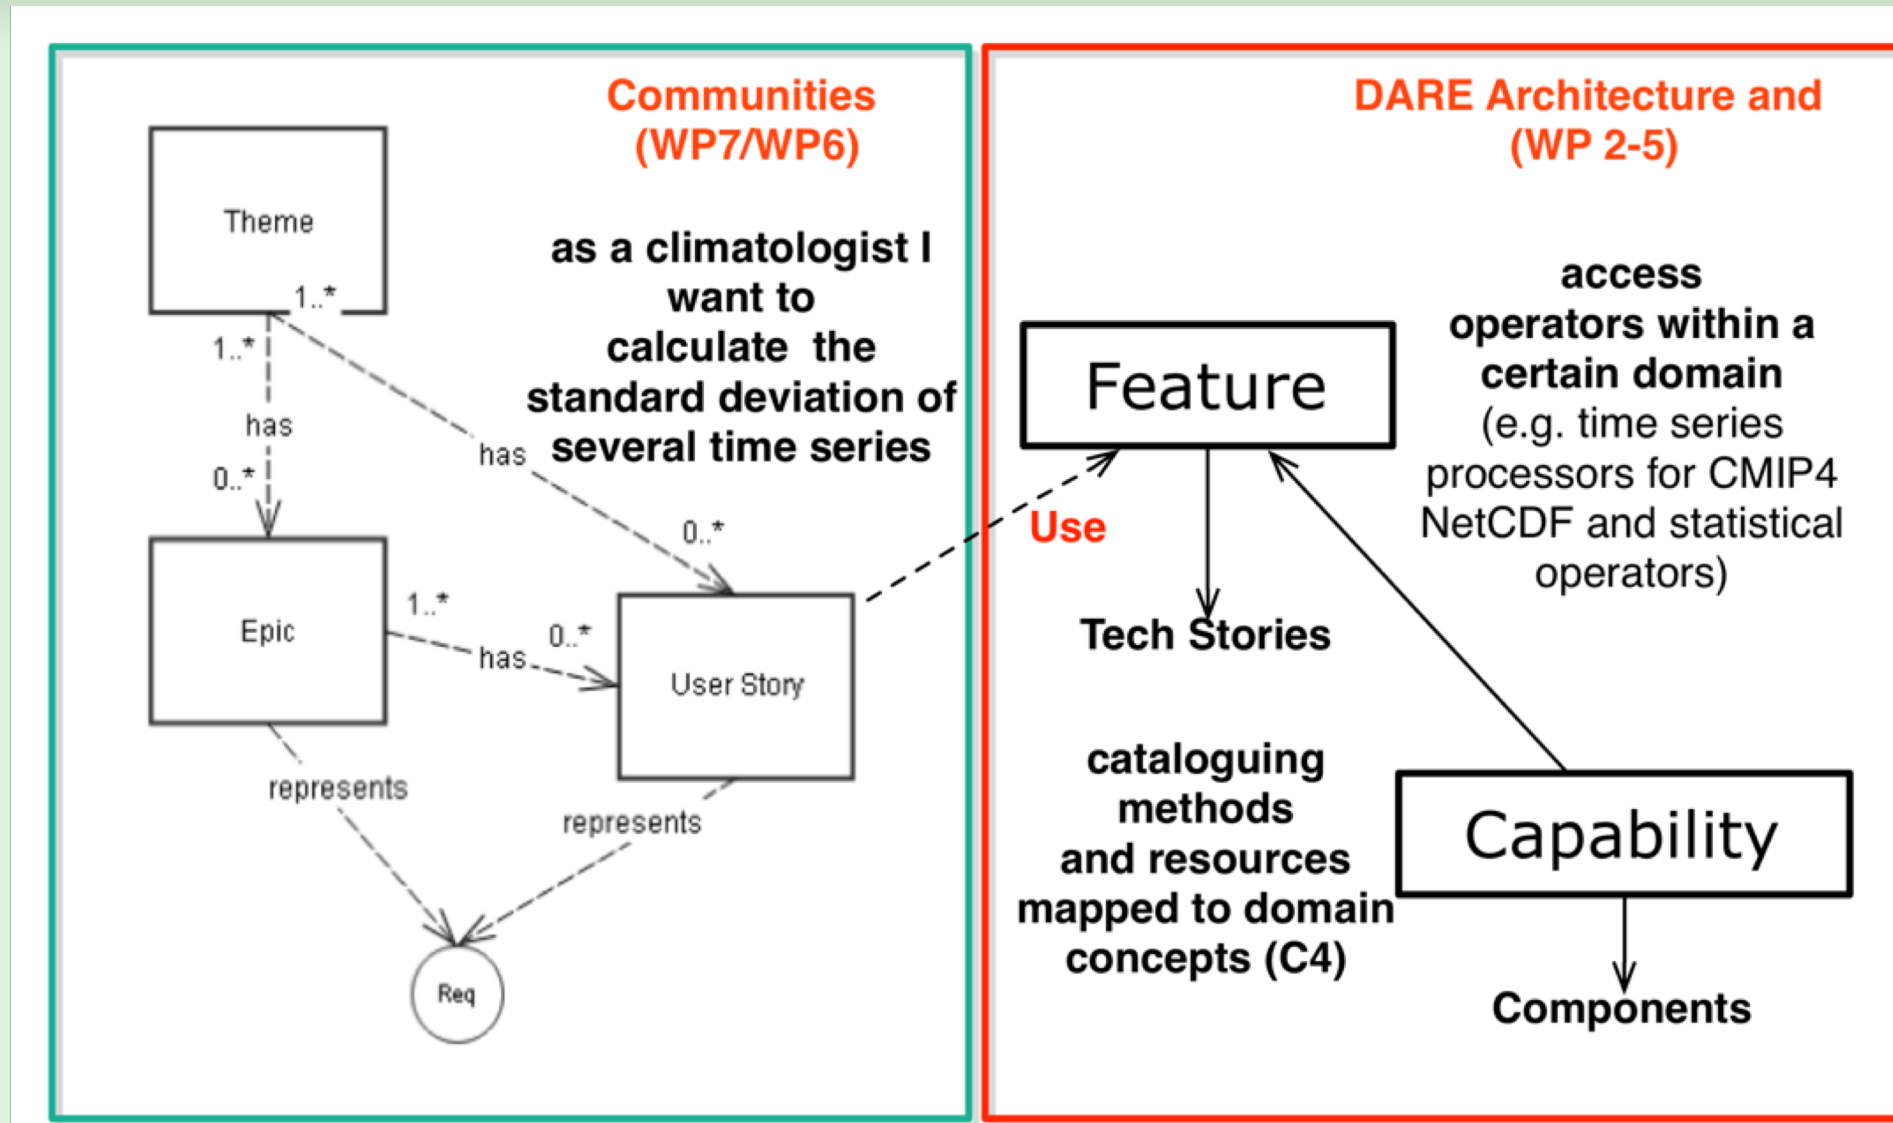 Communities
(WP7/WP6)
Theme
1..*
1..*
has
0..*
as a climatologist I
want to
calculate the
standard deviation of
several time series
has
0..*
Epic
1..*
has
0..*
User Story
represents
represents
Req
DARE Architecture and
(WP 2-5)
Feature
access
operators within a
certain domain
(e.g. time series
processors for CMIP4
NetCDF and statistical
operators)
Use
Tech Stories
cataloguing
methods
and resources
mapped to domain
concepts (C4)
Capability
Components